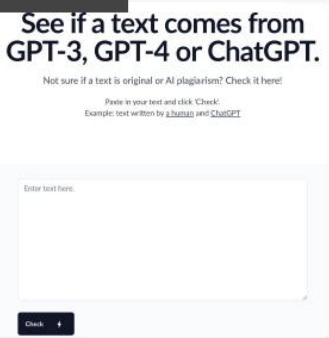 See if a text comes from
GPT-3, GPT-4 or ChatGPT.
Not sure if a text is original or AI plagiarism? Check it here!
Paste in your text and click 'Check'.
Example: text written by a human and ChatGPT
Enter text here.
Check